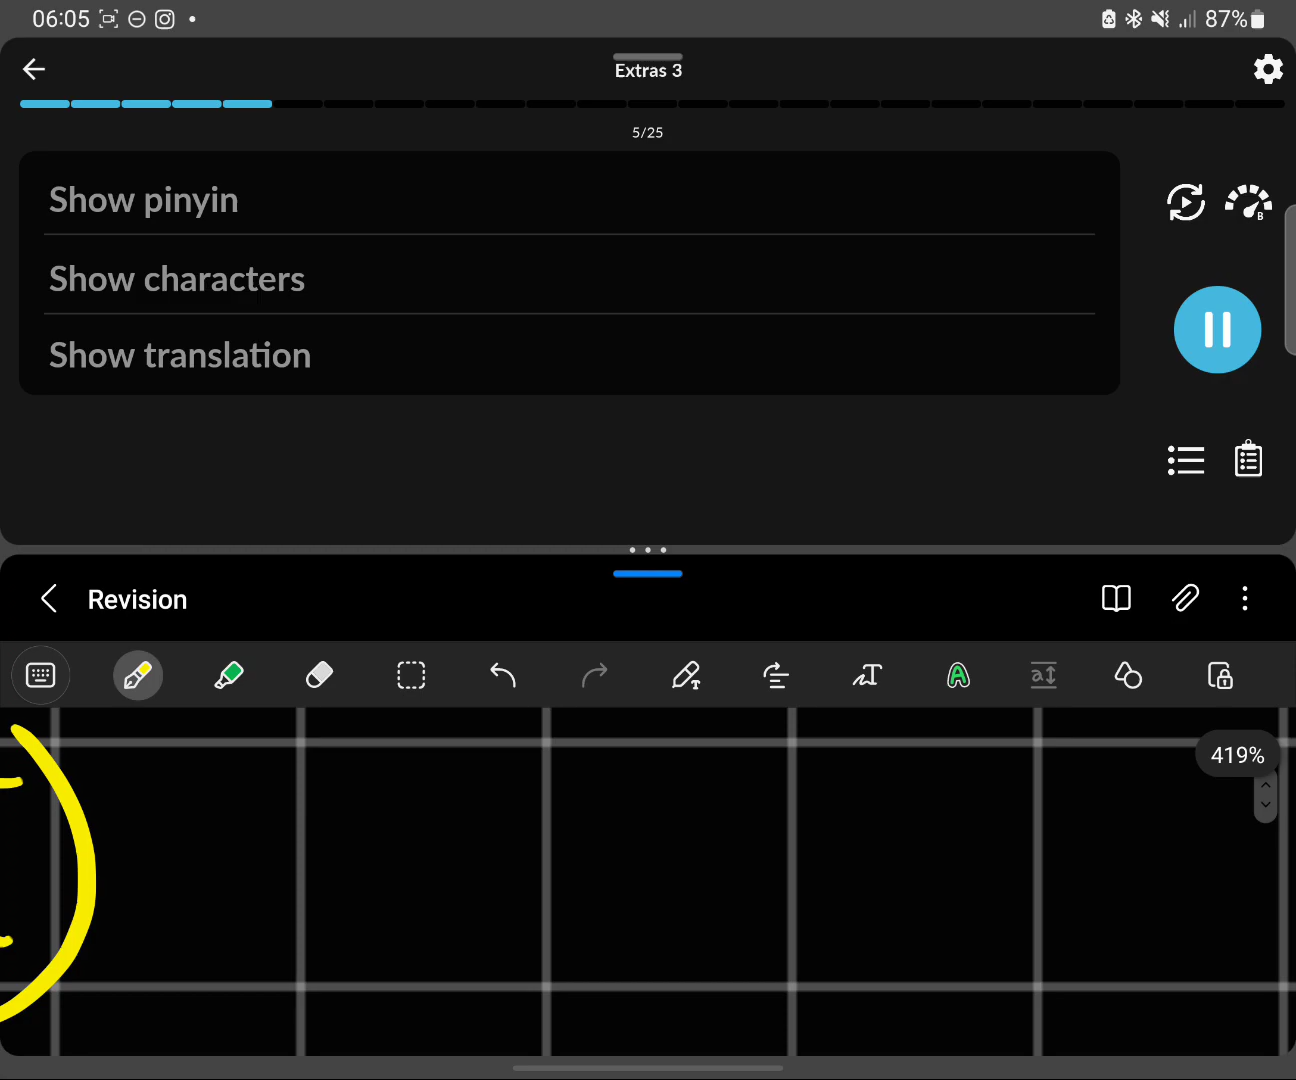 06:05 87%
Extras 3
5/25
Show pinyin
Show characters
Show translation
B
Revision
T T A a
419%